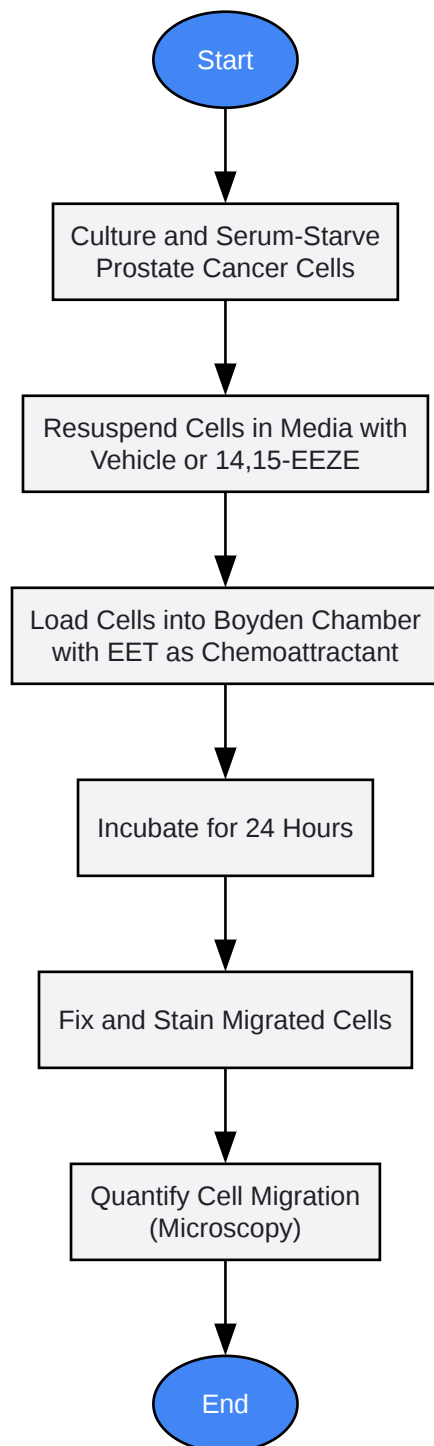 Start
Culture and Serum-Starve
Prostate Cancer Cells
Resuspend Cells in Media with
Vehicle or 14,15-EEZE
Load Cells into Boyden Chamber
with EET as Chemoattractant
Incubate for 24 Hours
Fix and Stain Migrated Cells
Quantify Cell Migration
(Microscopy)
End